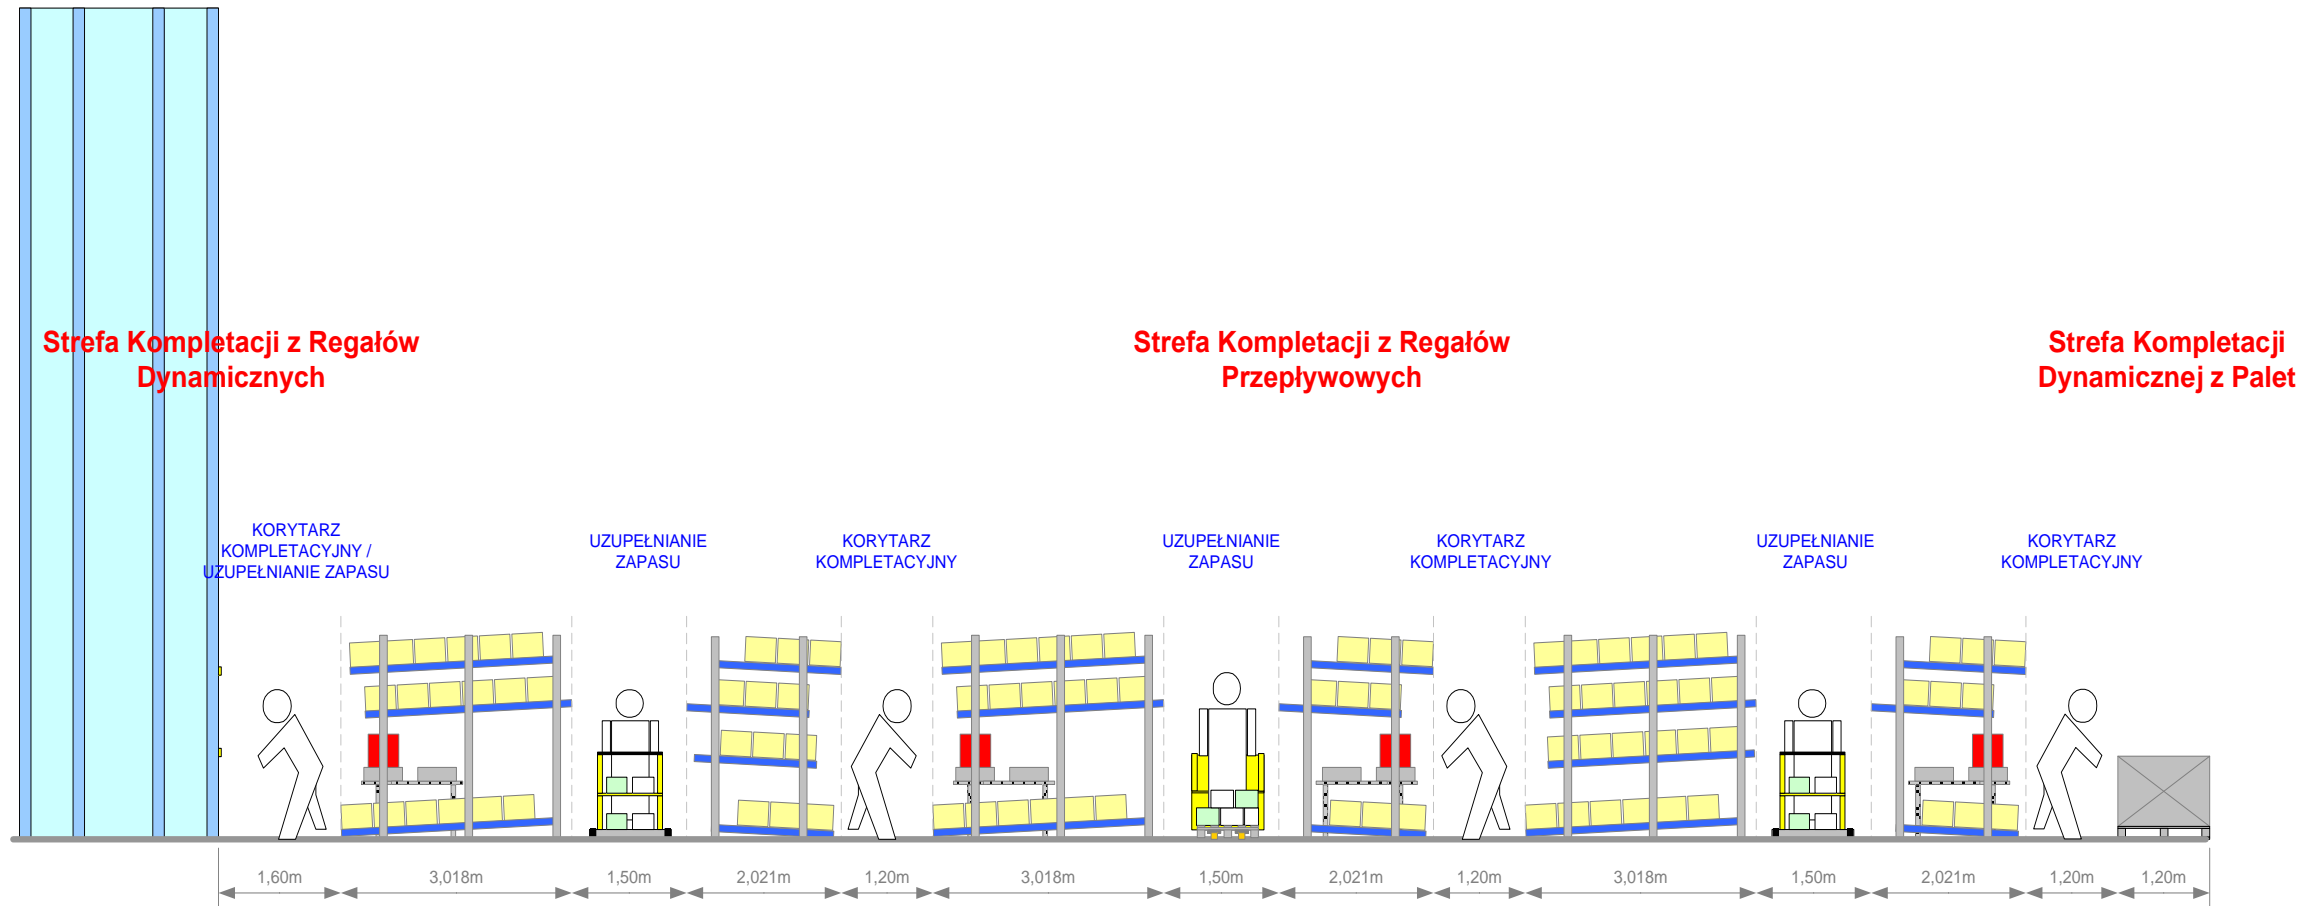 Strefa Kompletacji z Regałów
Dynamicznych
Strefa Kompletacji z Regałów
Przepływowych
Strefa Kompletacji
Dynamicznej z Palet
KORYTARZ
KOMPLETACYJNY /
UZUPEŁNIANIE ZAPASU
UZUPEŁNIANIE
ZAPASU
KORYTARZ
KOMPLETACYJNY
UZUPEŁNIANIE
ZAPASU
KORYTARZ
KOMPLETACYJNY
UZUPEŁNIANIE
ZAPASU
KORYTARZ
KOMPLETACYJNY
1,60m
3,018m
1,50m
2,021m
1,20m
3,018m
1,50m
2,021m
1,20m
3,018m
1,50m
2,021m
1,20m
1,20m